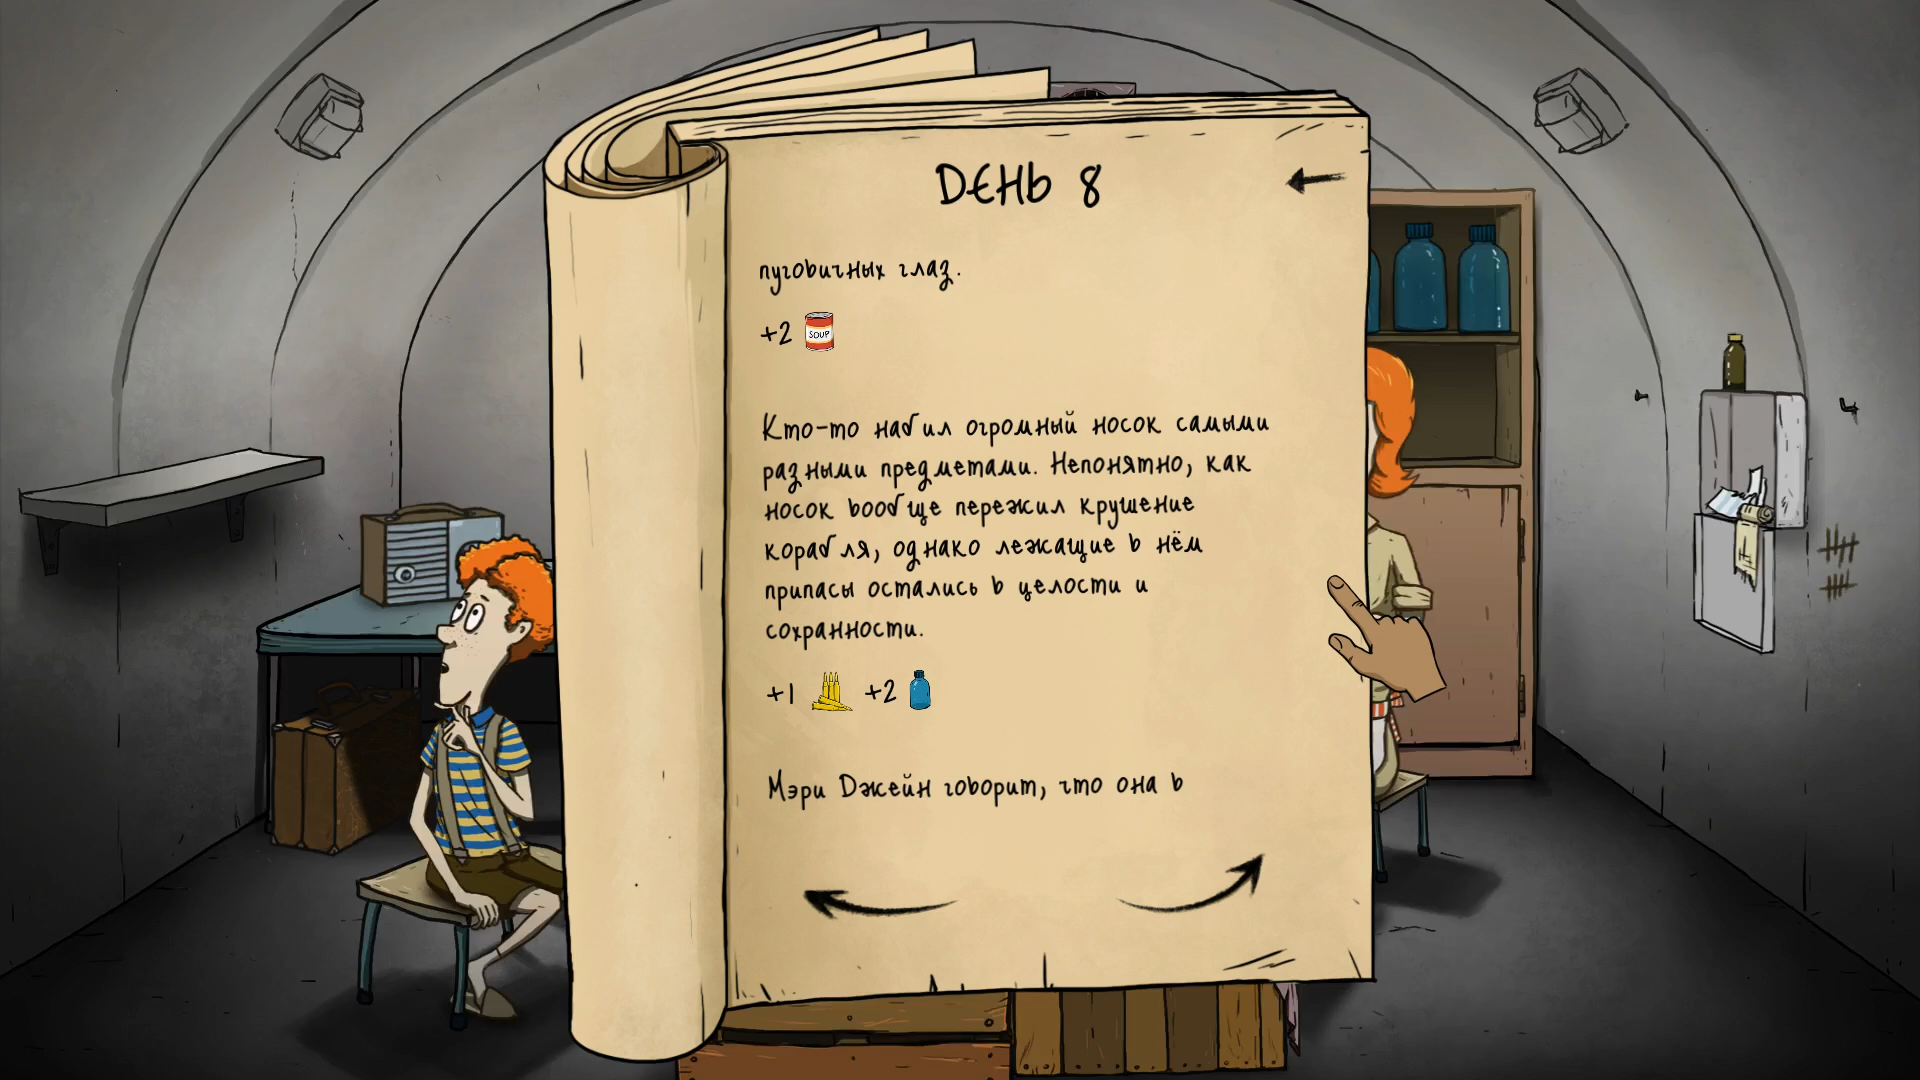 ДЕНЬ 8
пуговичных глаз.
+2 SOUP
Кто-то набил огромный носок самыми
разными предметами. Непонятно, как
носок вообще пережил крушение
корабля, однако лежащие в нём
припасы остались в целости и
сохранности.
+1 +2
Мэри Джейн говорит, что она в